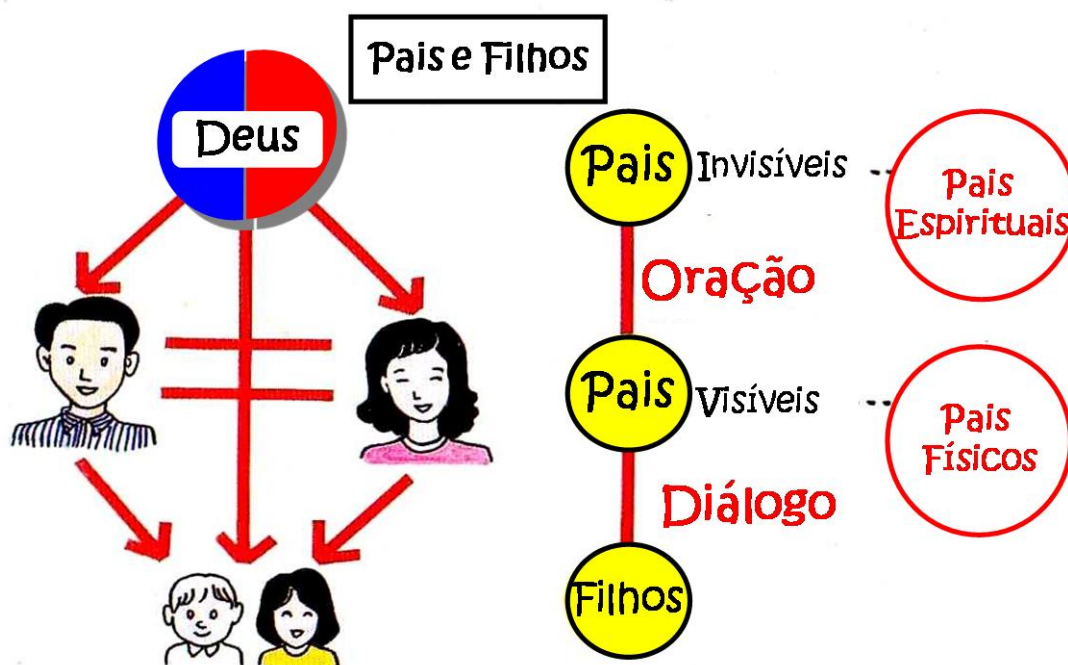 Pais e Filhos
Deus
Pais Invisíveis
Pais
Espirituais
Oração
Pais Visíveis
Pais
Físicos
Diálogo
Filhos